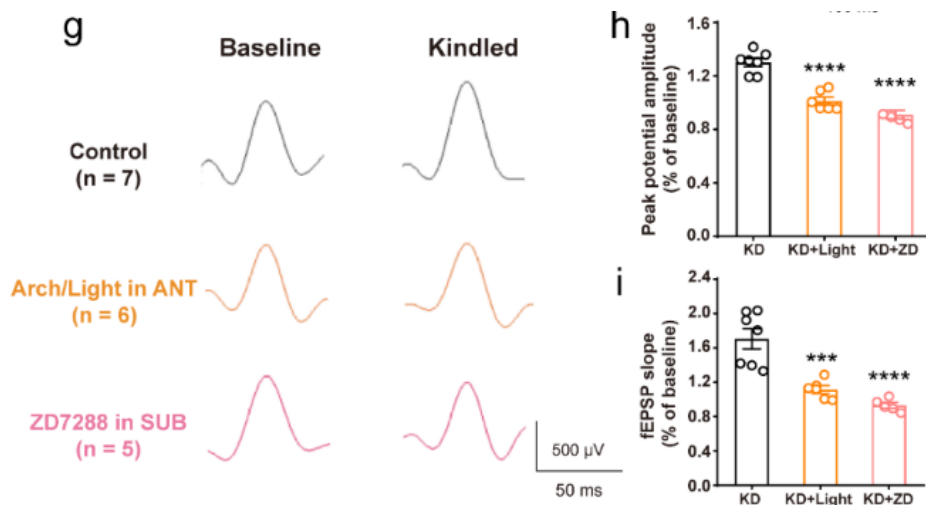 g
Baseline
Kindled
Control
(n = 7)
Arch/Light in ANT
(n = 6)
ZD7288 in SUB
(n = 5)
500 µV
50 ms
h
Peak potential amplitude
(% of baseline)
1.6
1.2
0.8
0.4
0.0
****
****
KD
KD+Light
KD+ZD
i
fEPSP slope
(% of baseline)
2.4
2.0
1.6
1.2
0.8
0.4
0.0
***
****
KD
KD+Light
KD+ZD